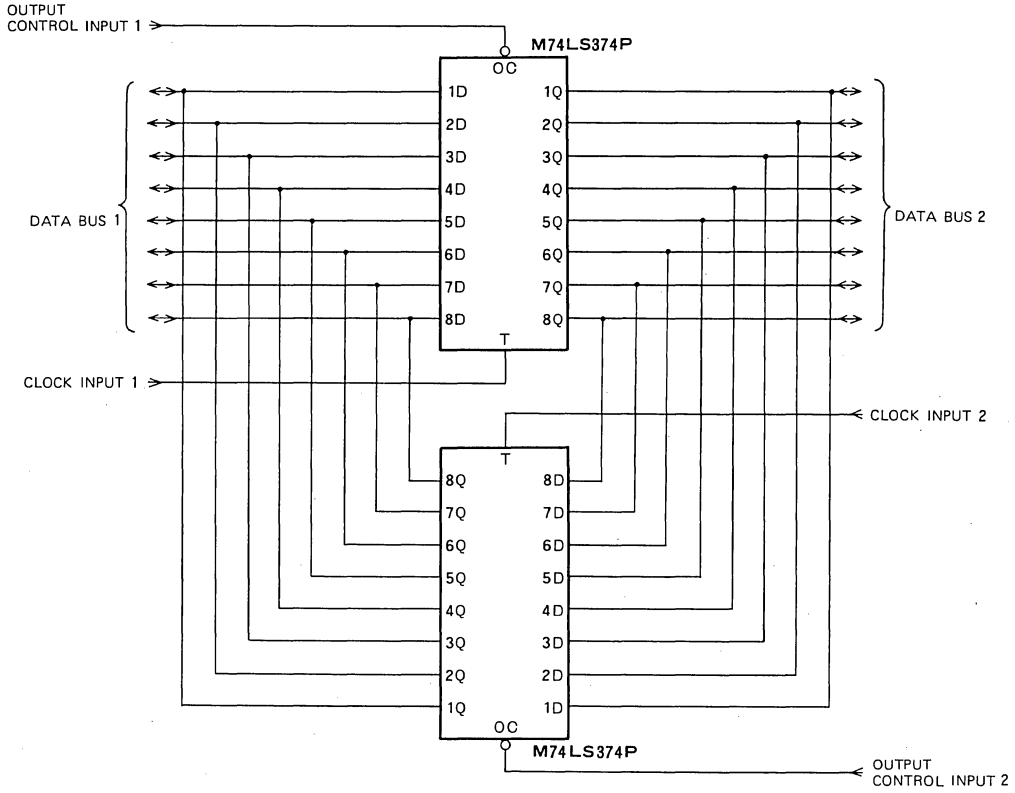 OUTPUT
CONTROL INPUT 1
M74LS374P
OC
1D 1Q
2D 2Q
3D 3Q
4D 4Q
DATA BUS 1
5D 5Q
DATA BUS 2
6D 6Q
7D 7Q
8D 8Q
T
CLOCK INPUT 1
CLOCK INPUT 2
T
8Q 8D
7Q 7D
6Q 6D
5Q 5D
4Q 4D
3Q 3D
2Q 2D
1Q 1D
OC
M74LS374P
OUTPUT
CONTROL INPUT 2